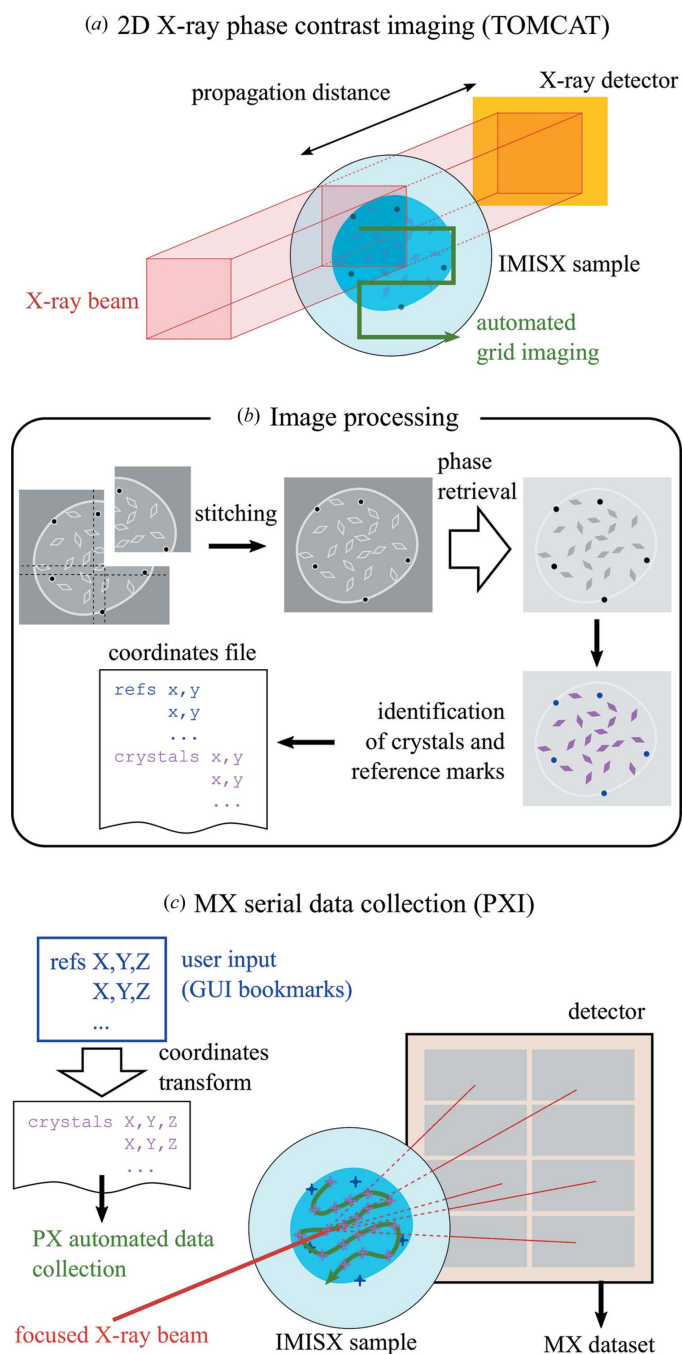 (a) 2D X-ray phase contrast imaging (TOMCAT)
X-ray detector
propagation distance
IMISX sample
X-ray beam
automated
grid imaging
(b) Image processing
phase
retrieval
stitching
coordinates file
refs x,y
x,y
...
crystals x,y
x,y
...
identification
of crystals and
reference marks
(c) MX serial data collection (PXI)
refs X,Y,Z
X,Y,Z
...
user input
(GUI bookmarks)
detector
coordinates
transform
crystals X,Y,Z
X,Y,Z
...
PX automated data
collection
focused X-ray beam
IMISX sample
MX dataset